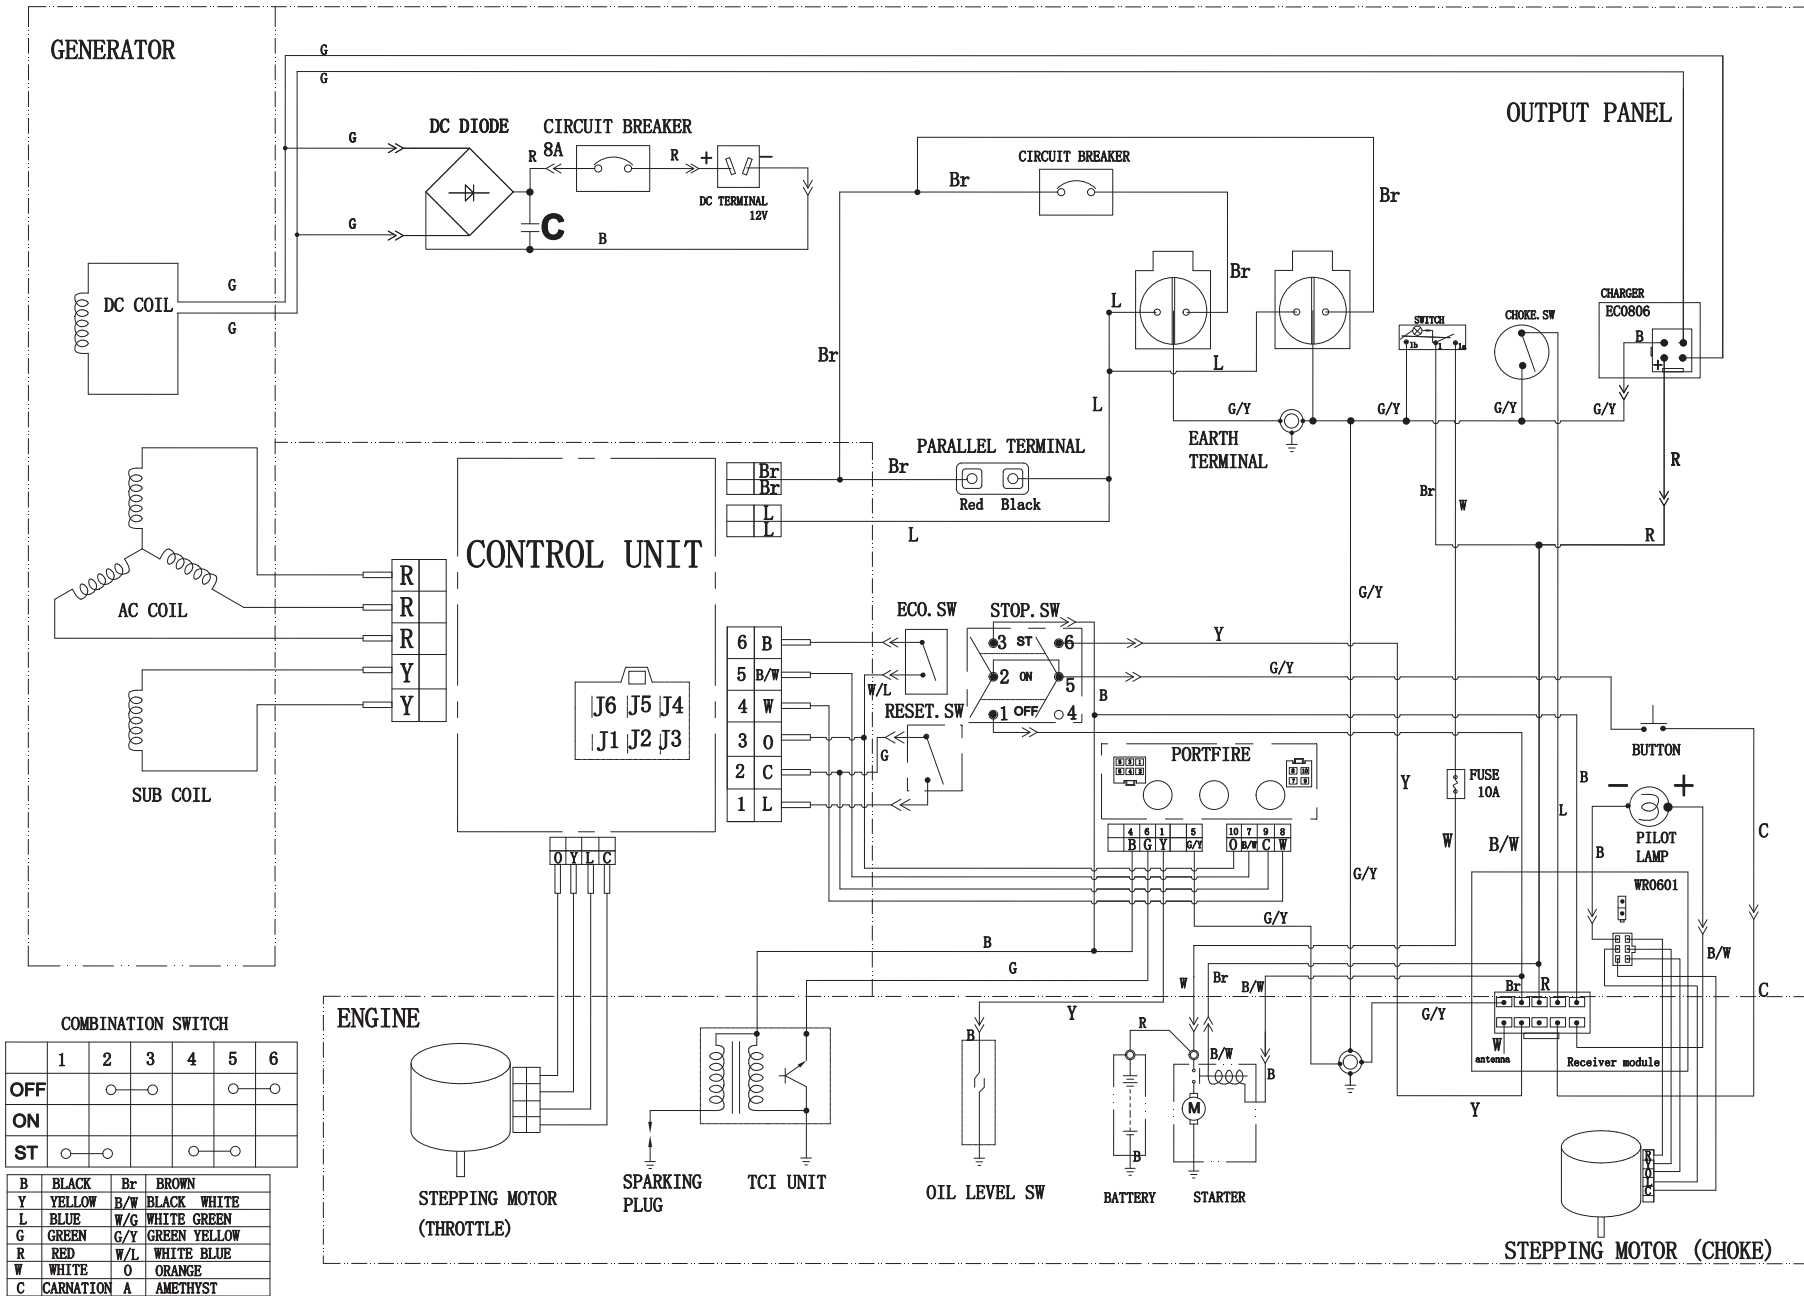 GENERATOR
G
G
OUTPUT PANEL
DC DIODE
CIRCUIT BREAKER
8A
G
R
R
+
−
DC TERMINAL
12V
CIRCUIT BREAKER
Br
Br
G
C
B
DC COIL
G
G
L
Br
Br
L
L
SWITCH
1b
1
1a
CHOKE.SW
CHARGER
EC0806
B
+
G/Y
G/Y
G/Y
G/Y
EARTH
TERMINAL
PARALLEL TERMINAL
Br
Red
Black
Br
Br
L
L
L
Br
W
R
R
AC COIL
R
R
R
Y
Y
SUB COIL
CONTROL UNIT
J6 J5 J4
J1 J2 J3
6 B
5 B/W
4 W
3 O
2 C
1 L
ECO.SW
W/L
RESET.SW
G
STOP.SW
3 ST 6
2 ON 5
1 OFF 4
B
Y
G/Y
G/Y
BUTTON
PORTFIRE
4 6 1 5
B G Y G/Y
10 7 9 8
O B/W C W
Y
FUSE
10A
W
B/W
B
L
G/Y
−
+
PILOT
LAMP
B
C
WR0601
B/W
C
O Y L C
B
G
G/Y
W
Br
B/W
Br
R
G/Y
W
antenna
Receiver module
Y
COMBINATION SWITCH
1 2 3 4 5 6
OFF
ON
ST
B BLACK Br BROWN
Y YELLOW B/W BLACK WHITE
L BLUE W/G WHITE GREEN
G GREEN G/Y GREEN YELLOW
R RED W/L WHITE BLUE
W WHITE O ORANGE
C CARNATION A AMETHYST
ENGINE
STEPPING MOTOR
(THROTTLE)
SPARKING
PLUG
TCI UNIT
Y
B
OIL LEVEL SW
R
B
BATTERY
B/W
B
M
STARTER
R
Y
O
L
C
STEPPING MOTOR (CHOKE)